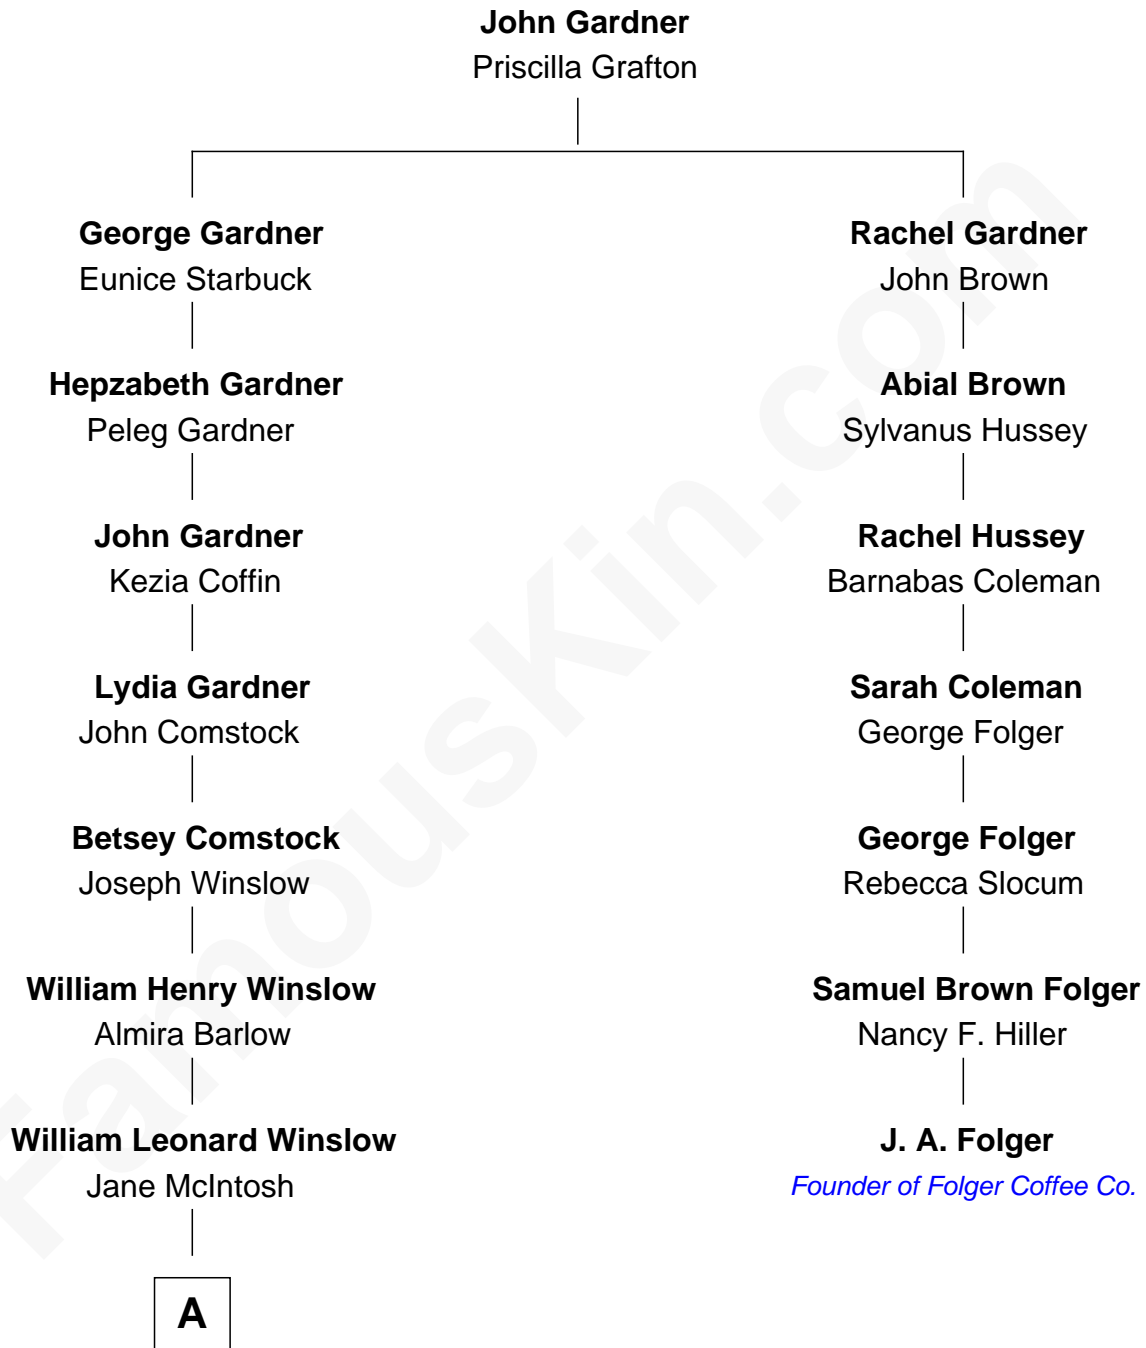 John Gardner
Priscilla Grafton
George Gardner
Eunice Starbuck
Rachel Gardner
John Brown
Hepzabeth Gardner
Peleg Gardner
Abial Brown
Sylvanus Hussey
John Gardner
Kezia Coffin
Rachel Hussey
Barnabas Coleman
Lydia Gardner
John Comstock
Sarah Coleman
George Folger
Betsey Comstock
Joseph Winslow
George Folger
Rebecca Slocum
William Henry Winslow
Almira Barlow
Samuel Brown Folger
Nancy F. Hiller
William Leonard Winslow
Jane McIntosh
J. A. Folger
Founder of Folger Coffee Co.
A
FamousKin.com